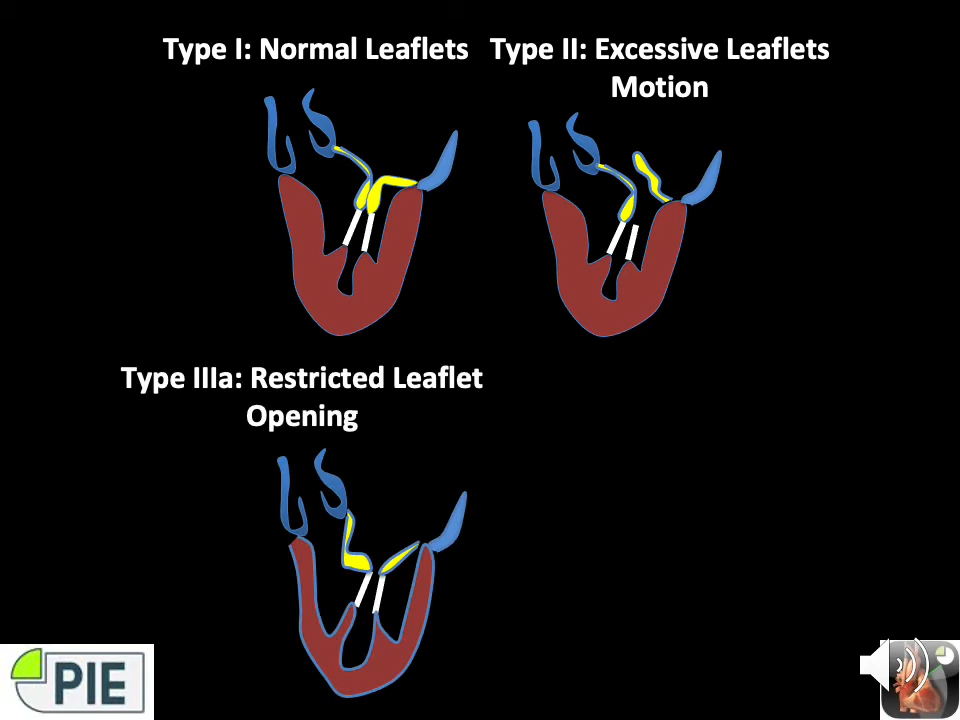 Type I: Normal Leaflets
Type II: Excessive Leaflets
Motion
Type IIIa: Restricted Leaflet
Opening
PIE